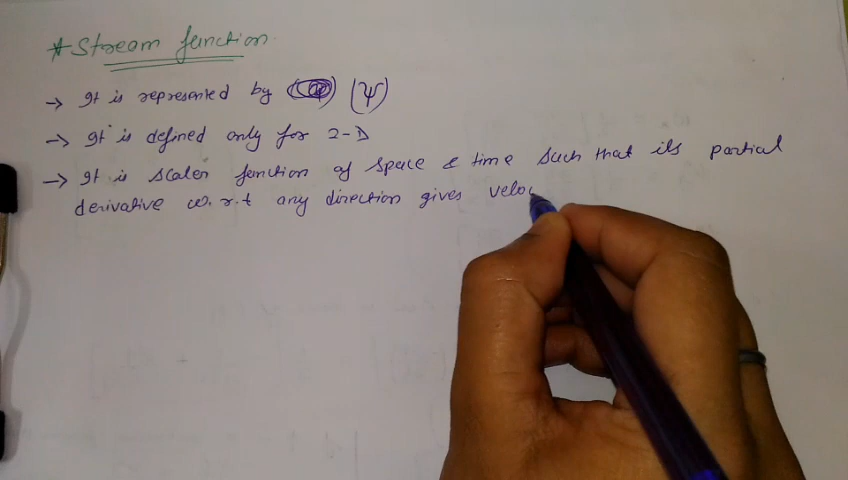 * Stream function
→ It is represented by (Ψ)
→ It is defined only for 2-D
→ It is scaler function of space & time such that its partial
derivative w.r.t any direction gives veloc